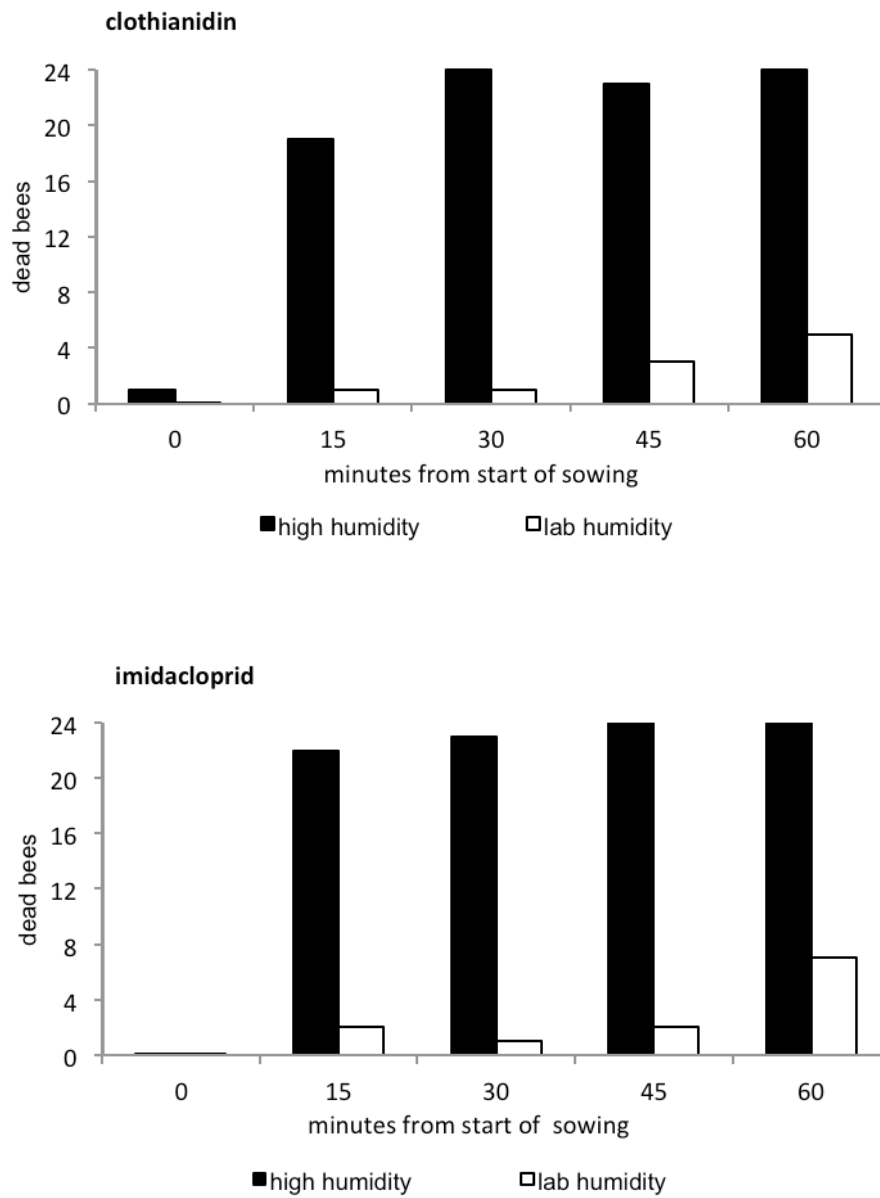 clothianidin
24
20
16
12
8
4
0
dead bees
0 15 30 45 60
minutes from start of sowing
high humidity lab humidity
imidacloprid
24
20
16
12
8
4
0
dead bees
0 15 30 45 60
minutes from start of sowing
high humidity lab humidity